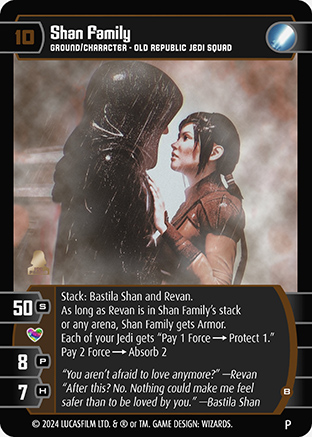 10
Shan Family
GROUND/CHARACTER - OLD REPUBLIC JEDI SQUAD
50 S
8 P
7 H
Stack: Bastila Shan and Revan.
As long as Revan is in Shan Family's stack
or any arena, Shan Family gets Armor.
Each of your Jedi gets "Pay 1 Force → Protect 1."
Pay 2 Force → Absorb 2
"You aren't afraid to love anymore?" —Revan
"After this? No. Nothing could make me feel
safer than to be loved by you." —Bastila Shan
B
© 2024 LUCASFILM LTD. & ® or TM. GAME DESIGN: WIZARDS.
P